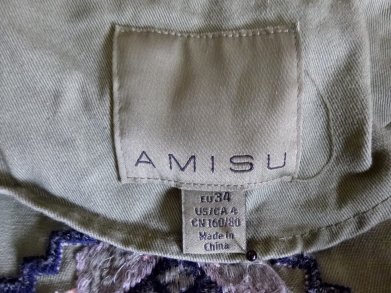 AMISU
EU 34
US/CA 4
CN 160/80
Made in
China